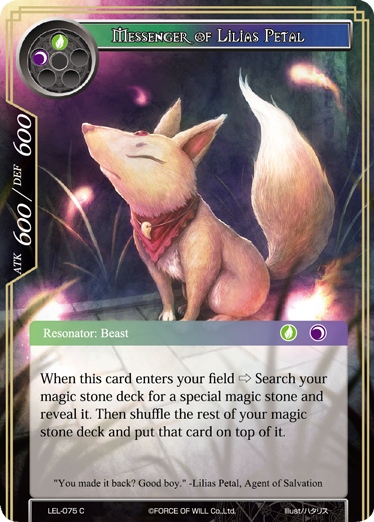 Messenger of Lilias Petal
ATK 600 / DEF 600
Resonator: Beast
When this card enters your field ⇨ Search your
magic stone deck for a special magic stone and
reveal it. Then shuffle the rest of your magic
stone deck and put that card on top of it.
"You made it back? Good boy." -Lilias Petal, Agent of Salvation
LEL-075 C ©FORCE OF WILL Co.,Ltd. Illust/ハタリス